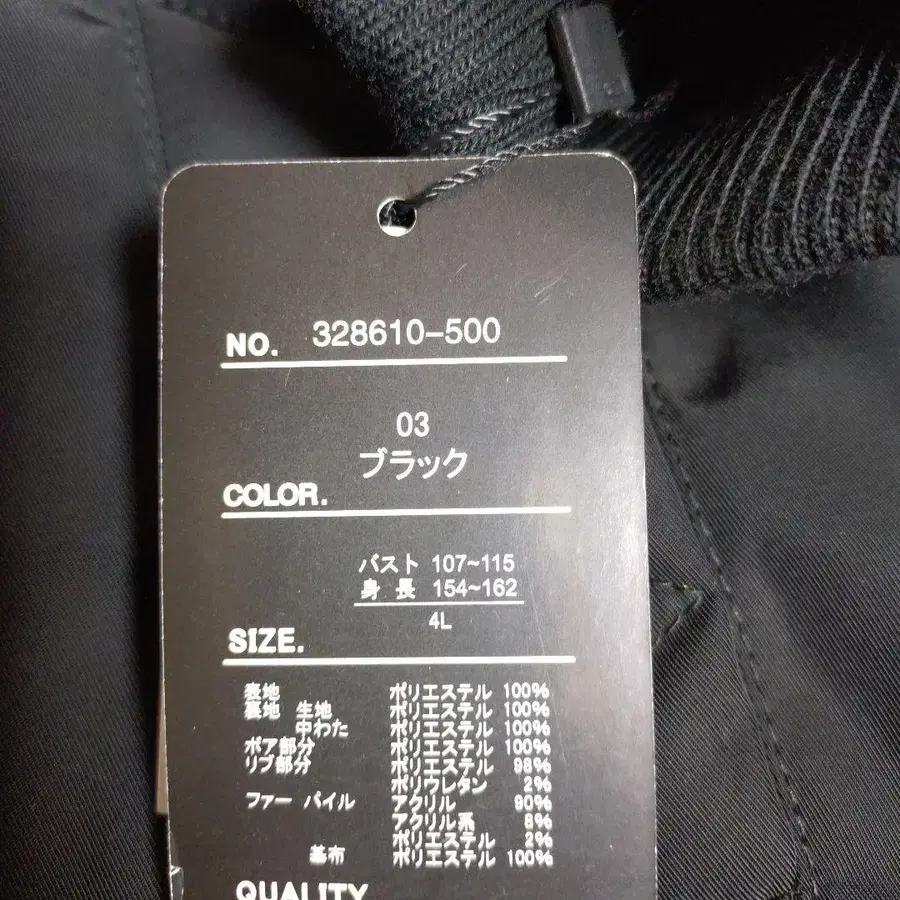 NO. 328610-500
03
ブラック
COLOR.
バスト 107~115
身長 154~162
4L
SIZE.
表地 ポリエステル 100%
裏地 生地 ポリエステル 100%
中わた ポリエステル 100%
ボア部分 ポリエステル 100%
リブ部分 ポリエステル 98%
ポリウレタン 2%
ファー パイル アクリル 90%
アクリル系 8%
ポリエステル 2%
基布 ポリエステル 100%
QUALITY